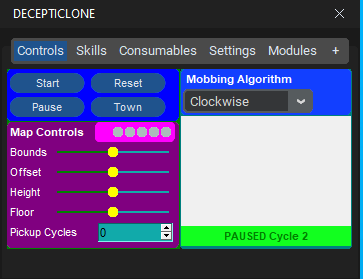 DECEPTICLONE
Controls Skills Consumables Settings Modules +
Start Reset
Pause Town
Map Controls
Bounds
Offset
Height
Floor
Pickup Cycles 0
Mobbing Algorithm
Clockwise
PAUSED Cycle 2